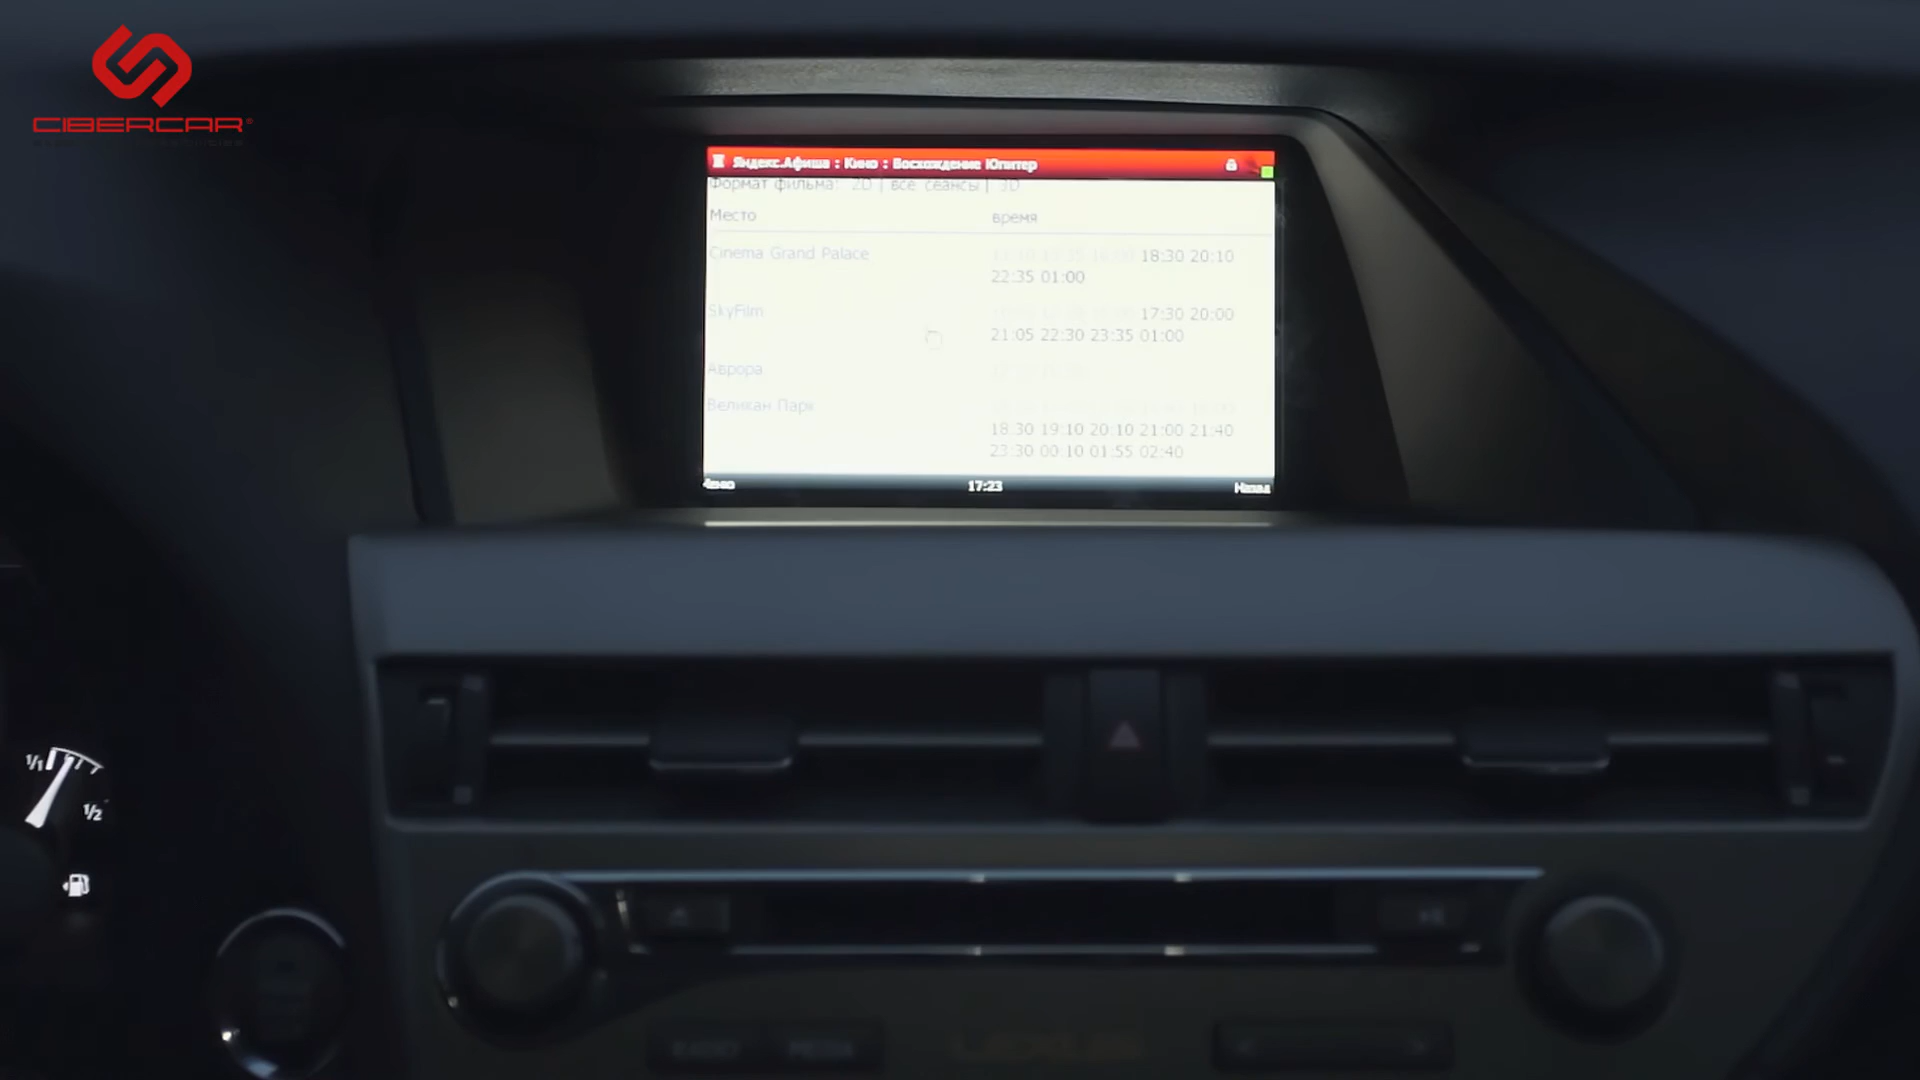 CIBERCAR®
Яндекс.Афиша : Кино : Восхождение Юпитер
Формат фильма: 2D | все сеансы | 3D
Место время
Cinema Grand Palace 18:30 20:10
22:35 01:00
SkyFilm 17:30 20:00
21:05 22:30 23:35 01:00
Аврора
Великан Парк
18:30 19:10 20:10 21:00 21:40
23:30 00:10 01:55 02:40
Меню 17:23 Назад
1/1
1/2